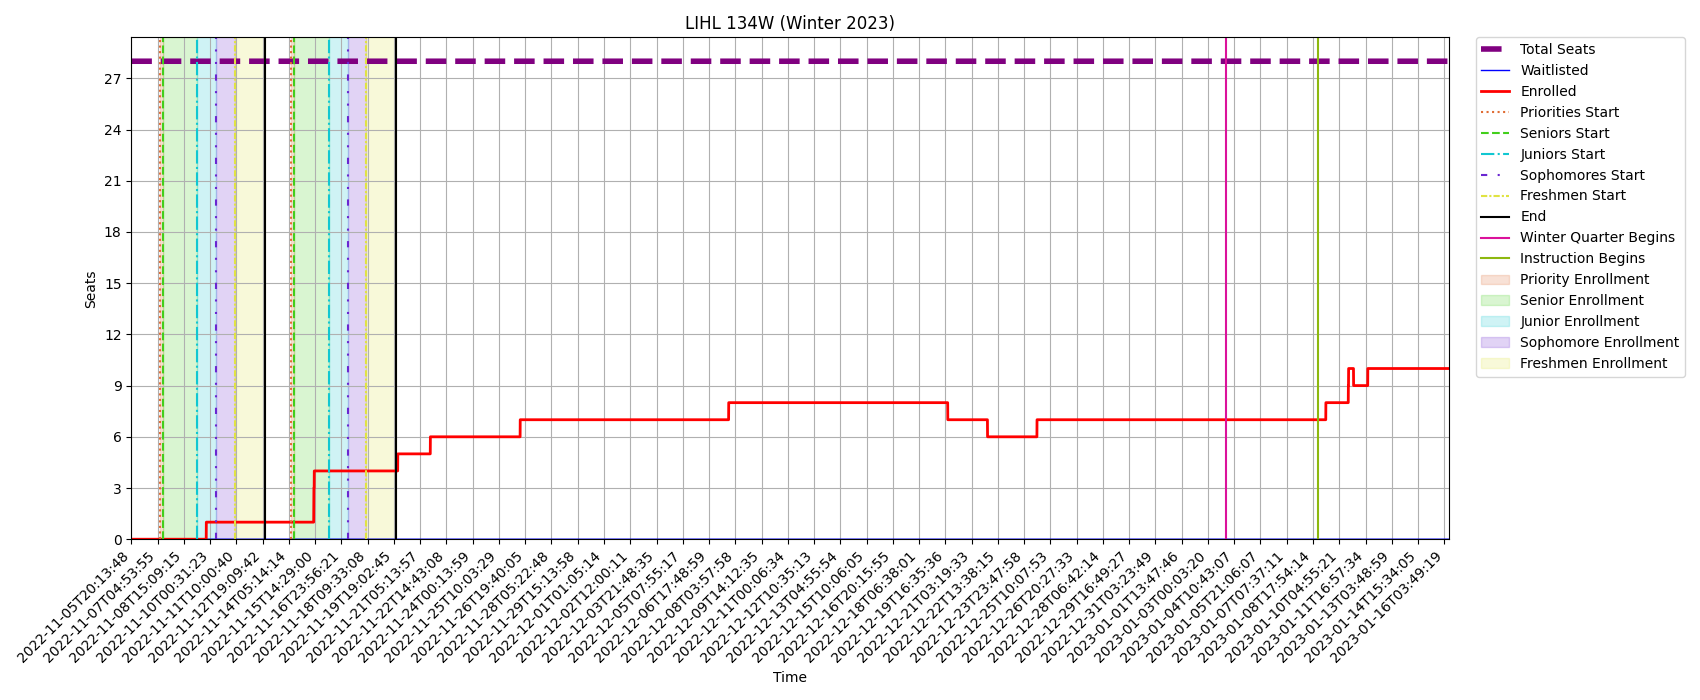 LIHL 134W (Winter 2023)
Seats
27
24
21
18
15
12
9
6
3
0
2022-11-05T20:13:48
2022-11-07T04:53:55
2022-11-08T15:09:15
2022-11-10T00:31:23
2022-11-11T10:00:40
2022-11-12T19:09:42
2022-11-14T05:14:14
2022-11-15T14:29:00
2022-11-16T23:56:21
2022-11-18T09:33:08
2022-11-19T19:02:45
2022-11-21T05:13:57
2022-11-22T14:43:08
2022-11-24T00:13:59
2022-11-25T10:03:29
2022-11-26T19:40:05
2022-11-28T05:22:48
2022-11-29T15:13:58
2022-12-01T01:05:14
2022-12-02T12:00:11
2022-12-03T21:48:35
2022-12-05T07:55:17
2022-12-06T17:48:59
2022-12-08T03:57:58
2022-12-09T14:12:35
2022-12-11T00:06:34
2022-12-12T10:35:13
2022-12-13T04:55:54
2022-12-15T10:06:05
2022-12-16T20:15:55
2022-12-18T06:38:01
2022-12-19T16:35:36
2022-12-21T03:19:33
2022-12-22T13:38:15
2022-12-23T23:47:58
2022-12-25T10:07:53
2022-12-26T20:27:33
2022-12-28T06:42:14
2022-12-29T16:49:27
2022-12-31T03:23:49
2023-01-01T13:47:46
2023-01-03T00:03:20
2023-01-04T10:43:07
2023-01-05T21:06:07
2023-01-07T07:37:11
2023-01-08T17:54:14
2023-01-10T04:55:21
2023-01-11T16:57:34
2023-01-13T03:48:59
2023-01-14T15:34:05
2023-01-16T03:49:19
Time
Total Seats
Waitlisted
Enrolled
Priorities Start
Seniors Start
Juniors Start
Sophomores Start
Freshmen Start
End
Winter Quarter Begins
Instruction Begins
Priority Enrollment
Senior Enrollment
Junior Enrollment
Sophomore Enrollment
Freshmen Enrollment